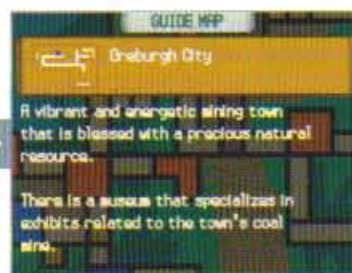 GUIDE MAP
Oreburgh City
A vibrant and energetic mining town
that is blessed with a precious natural
resource.
There is a museum that specializes in
exhibits related to the town's coal
mine.